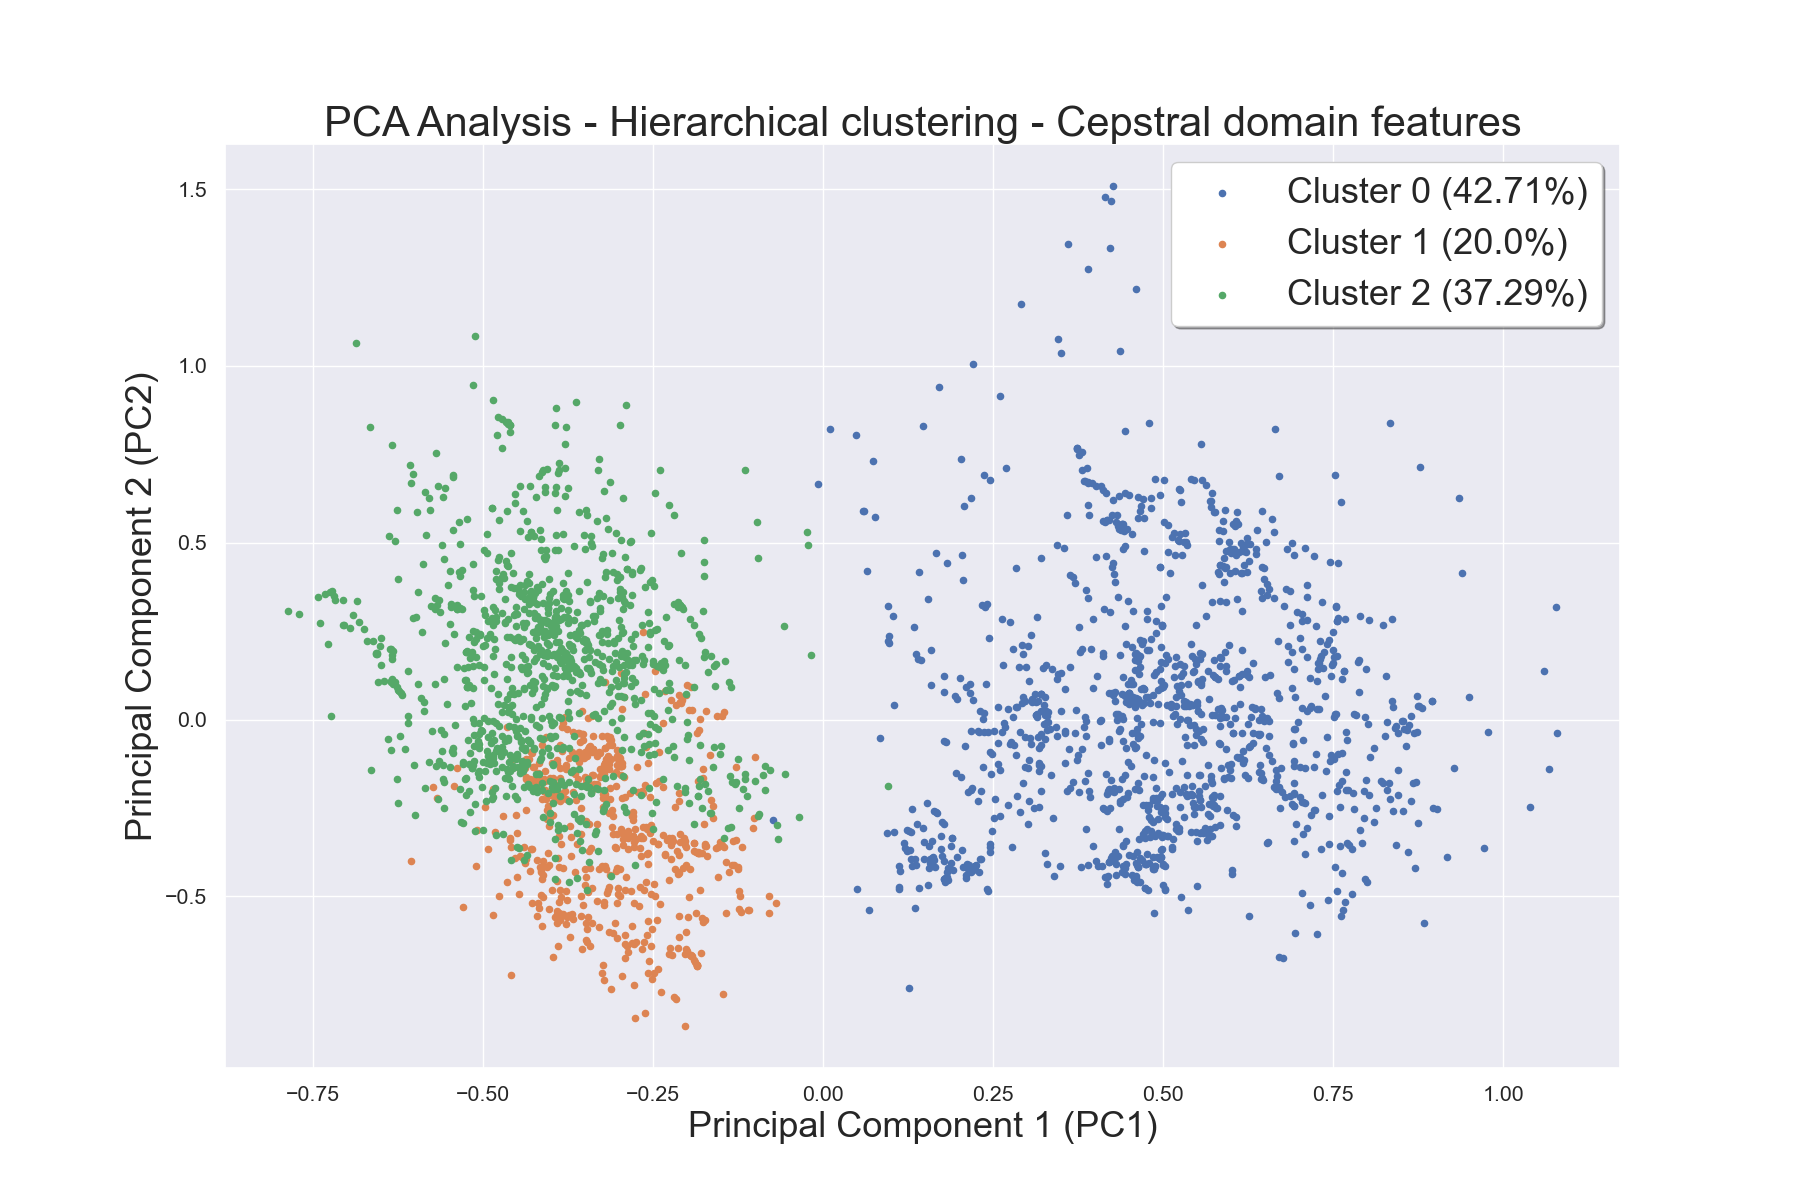 PCA Analysis - Hierarchical clustering - Cepstral domain features
Cluster 0 (42.71%)
Cluster 1 (20.0%)
Cluster 2 (37.29%)
Principal Component 2 (PC2)
1.5
1.0
0.5
0.0
−0.5
−0.75
−0.50
−0.25
0.00
0.25
0.50
0.75
1.00
Principal Component 1 (PC1)